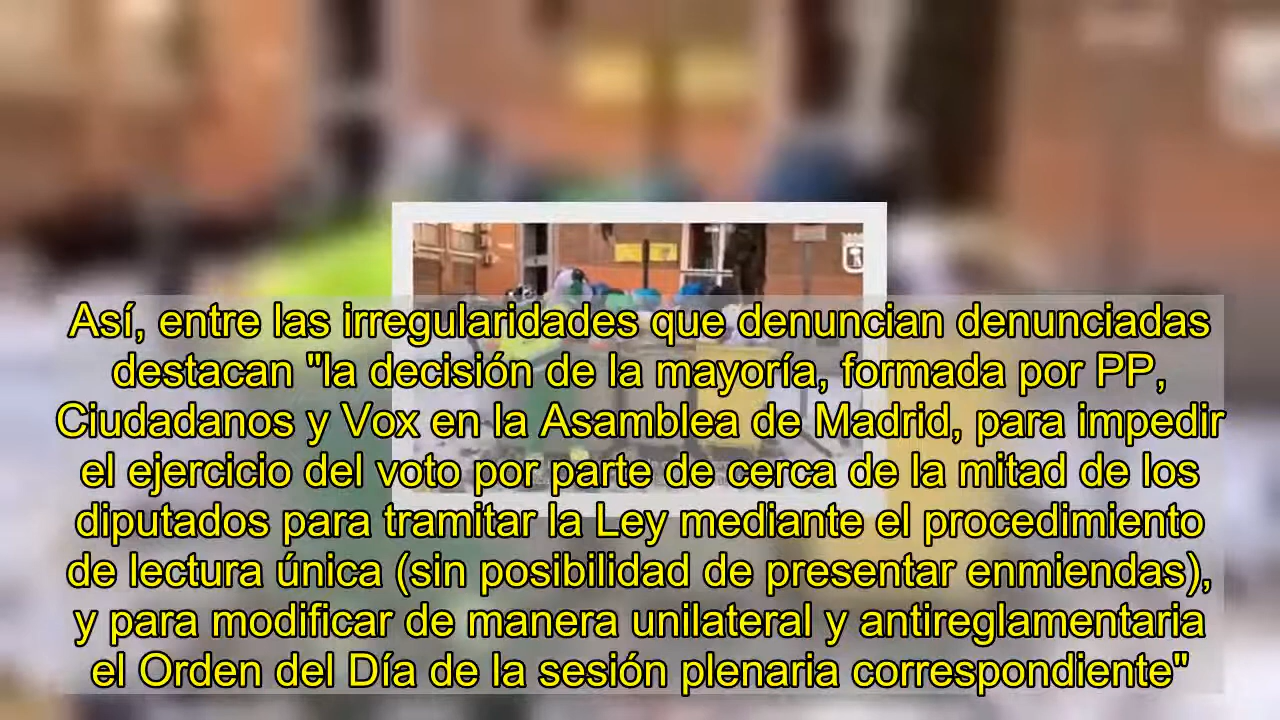 Así, entre las irregularidades que denuncian denunciadas
destacan "la decisión de la mayoría, formada por PP,
Ciudadanos y Vox en la Asamblea de Madrid, para impedir
el ejercicio del voto por parte de cerca de la mitad de los
diputados para tramitar la Ley mediante el procedimiento
de lectura única (sin posibilidad de presentar enmiendas),
y para modificar de manera unilateral y antireglamentaria
el Orden del Día de la sesión plenaria correspondiente"